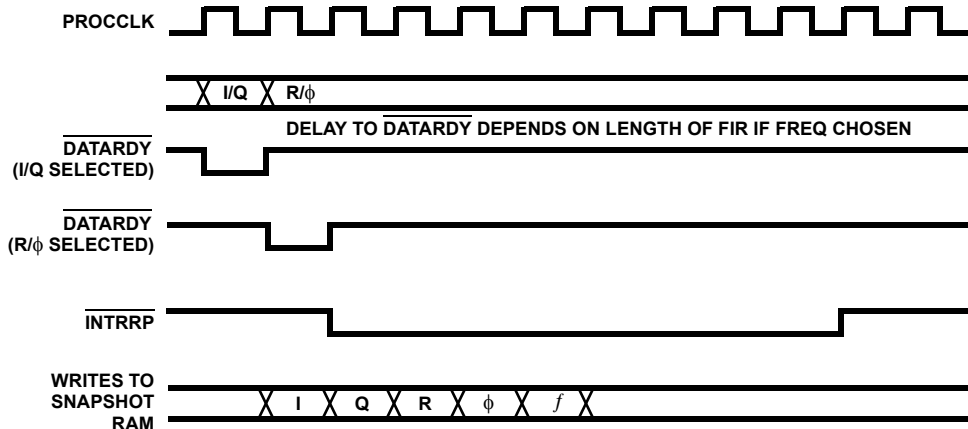 PROCCLK
I/Q R/ϕ
DELAY TO DATARDY DEPENDS ON LENGTH OF FIR IF FREQ CHOSEN
DATARDY
(I/Q SELECTED)
DATARDY
(R/ϕ SELECTED)
INTRRP
WRITES TO
SNAPSHOT
RAM
I Q R ϕ f